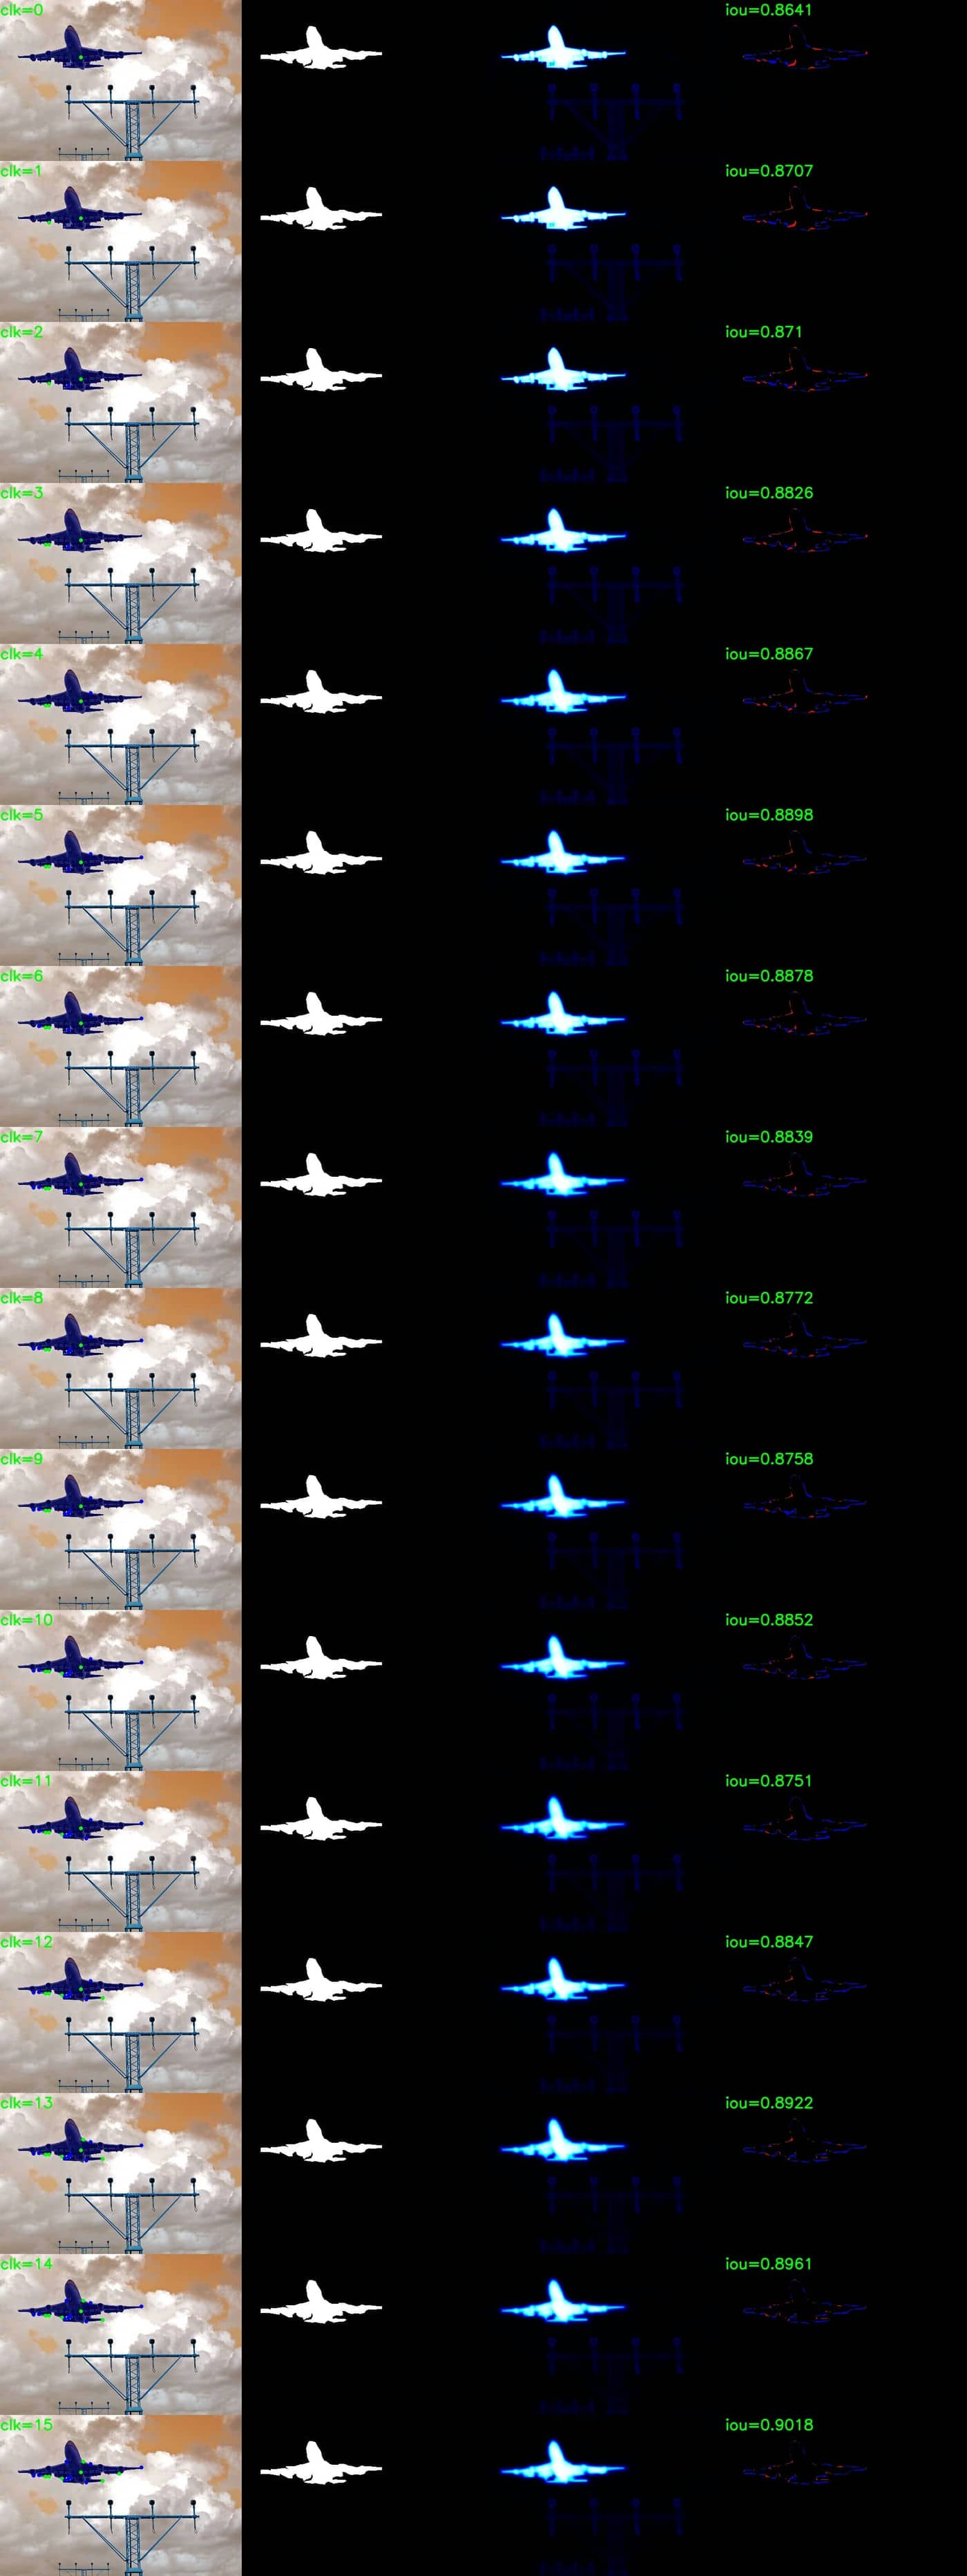 clk=0 iou=0.8641
clk=1 iou=0.8707
clk=2 iou=0.871
clk=3 iou=0.8826
clk=4 iou=0.8867
clk=5 iou=0.8898
clk=6 iou=0.8878
clk=7 iou=0.8839
clk=8 iou=0.8772
clk=9 iou=0.8758
clk=10 iou=0.8852
clk=11 iou=0.8751
clk=12 iou=0.8847
clk=13 iou=0.8922
clk=14 iou=0.8961
clk=15 iou=0.9018